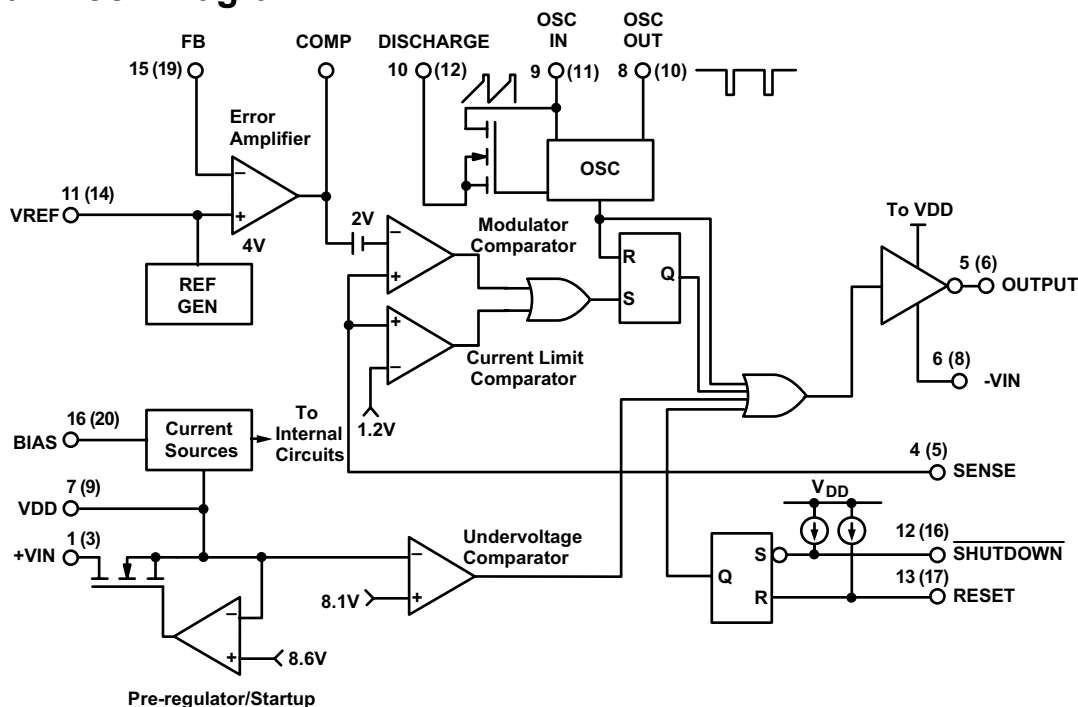 OSC
IN
OSC
OUT
FB
COMP
DISCHARGE
15 (19)
10
(12)
9
(11)
8
(10)
Error
Amplifier
−
+
4V
OSC
11 (14)
VREF
REF
GEN
2V
−
+
Modulator
Comparator
R
Q
S
To VDD
5 (6)
OUTPUT
+
−
Current Limit
Comparator
1.2V
6 (8)
-VIN
16 (20)
BIAS
Current
Sources
To
Internal
Circuits
4 (5)
SENSE
7 (9)
VDD
1 (3)
+VIN
Undervoltage
Comparator
−
+
8.1V
VDD
S
Q
R
12 (16)
SHUTDOWN
13 (17)
RESET
−
+
8.6V
Pre-regulator/Startup